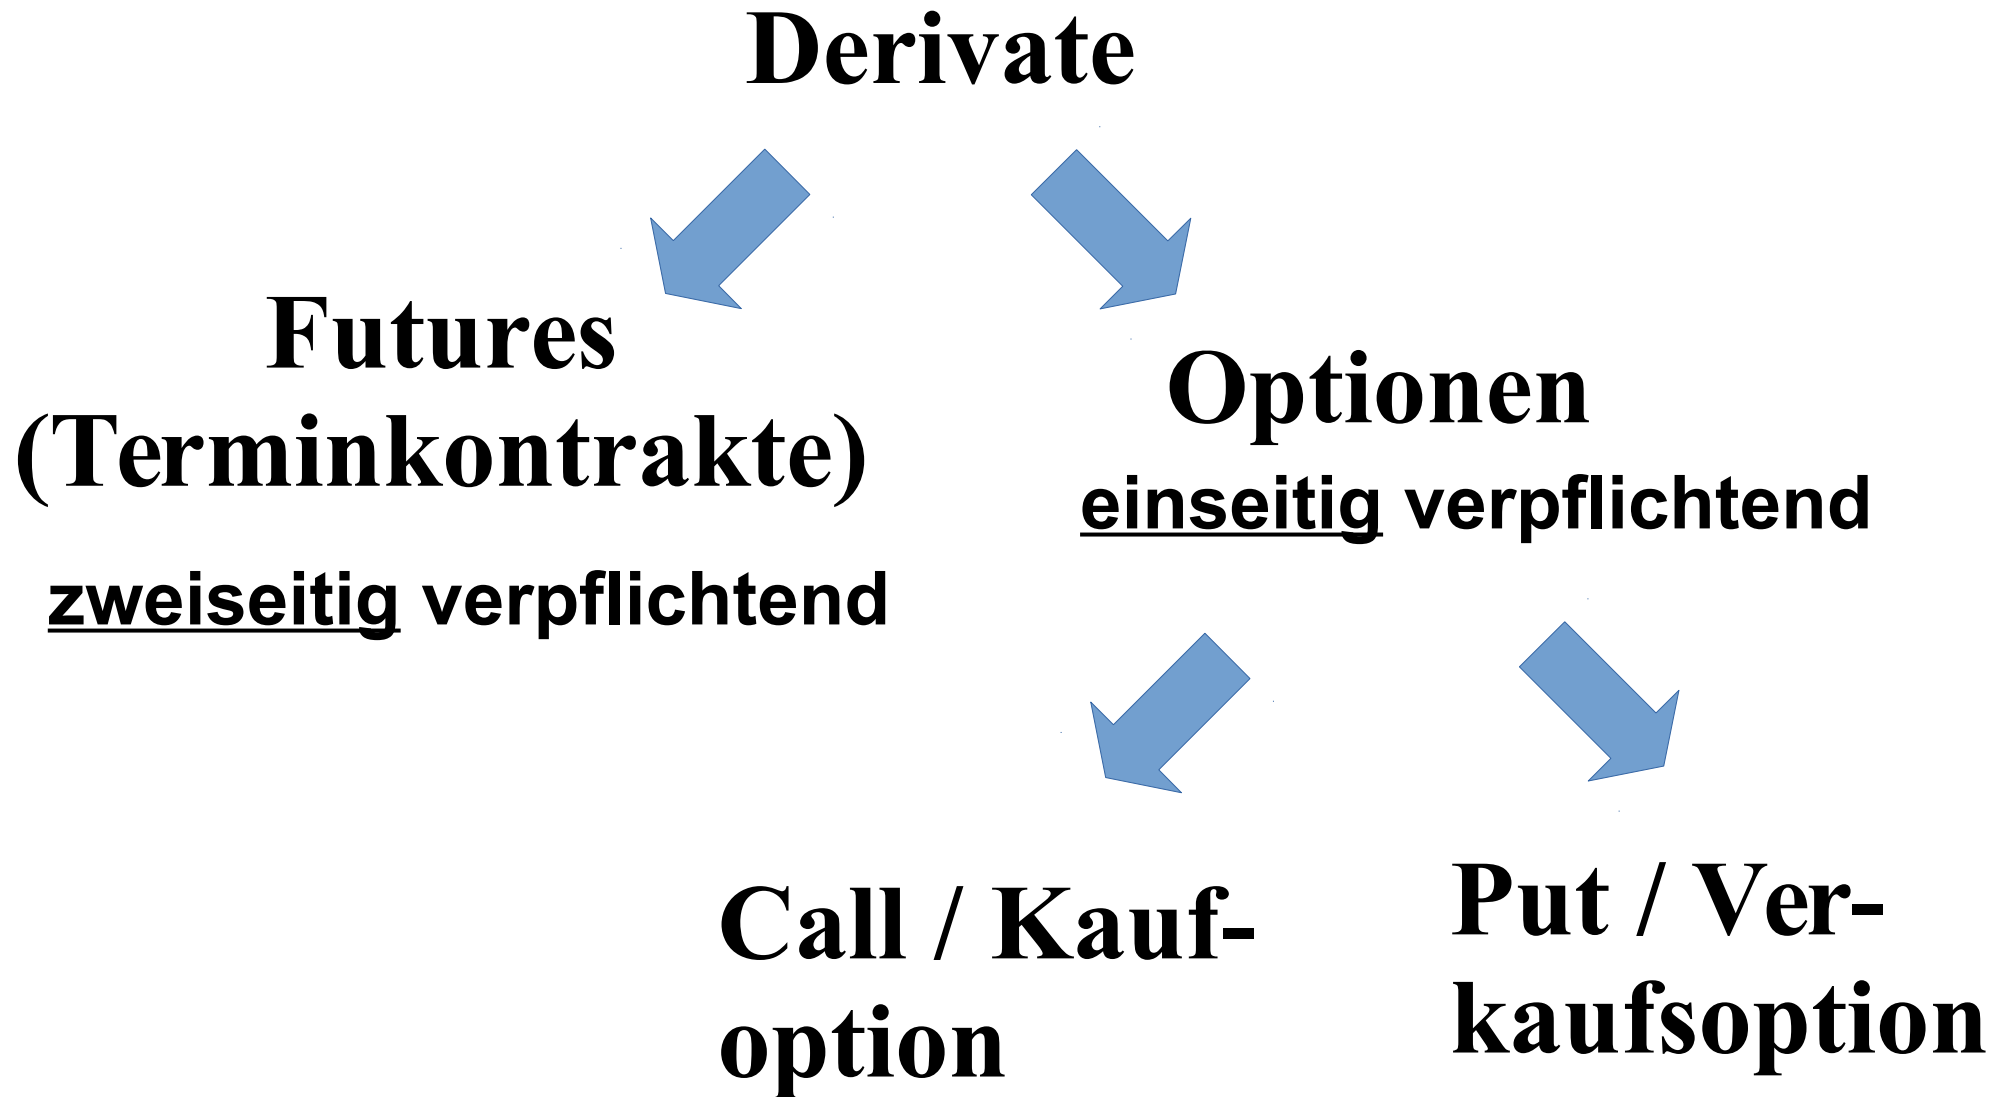 Derivate
Futures
(Terminkontrakte)
zweiseitig verpflichtend
Optionen
einseitig verpflichtend
Call / Kauf-
option
Put / Ver-
kaufsoption